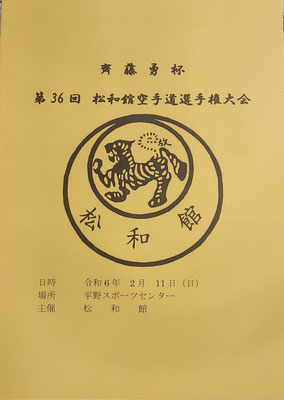 齊藤勇杯
第36回 松和館空手道選手権大会
松和館
日時 令和6年 2月 11日(日)
場所 平野スポーツセンター
主催 松和館